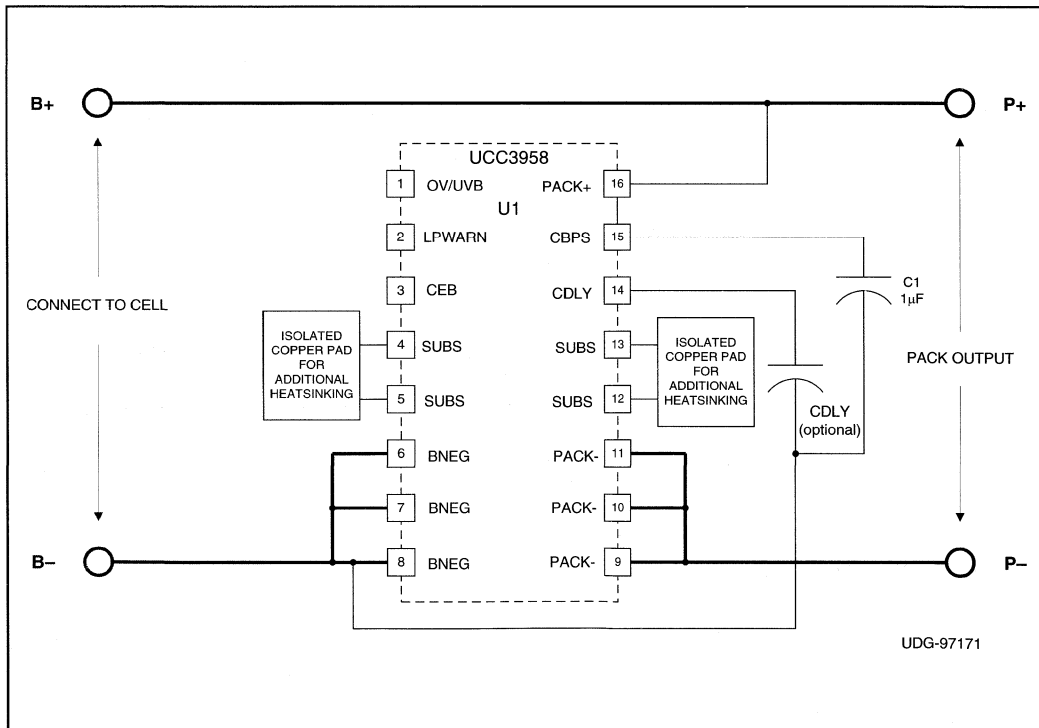 B+
P+
UCC3958
U1
1 OV/UVB
PACK+ 16
2 LPWARN
CBPS 15
3 CEB
CDLY 14
C1
1µF
CONNECT TO CELL
PACK OUTPUT
ISOLATED
COPPER PAD
FOR
ADDITIONAL
HEATSINKING
4 SUBS
5 SUBS
SUBS 13
SUBS 12
ISOLATED
COPPER PAD
FOR
ADDITIONAL
HEATSINKING
CDLY
(optional)
6 BNEG
PACK- 11
7 BNEG
PACK- 10
B–
8 BNEG
PACK- 9
P–
UDG-97171